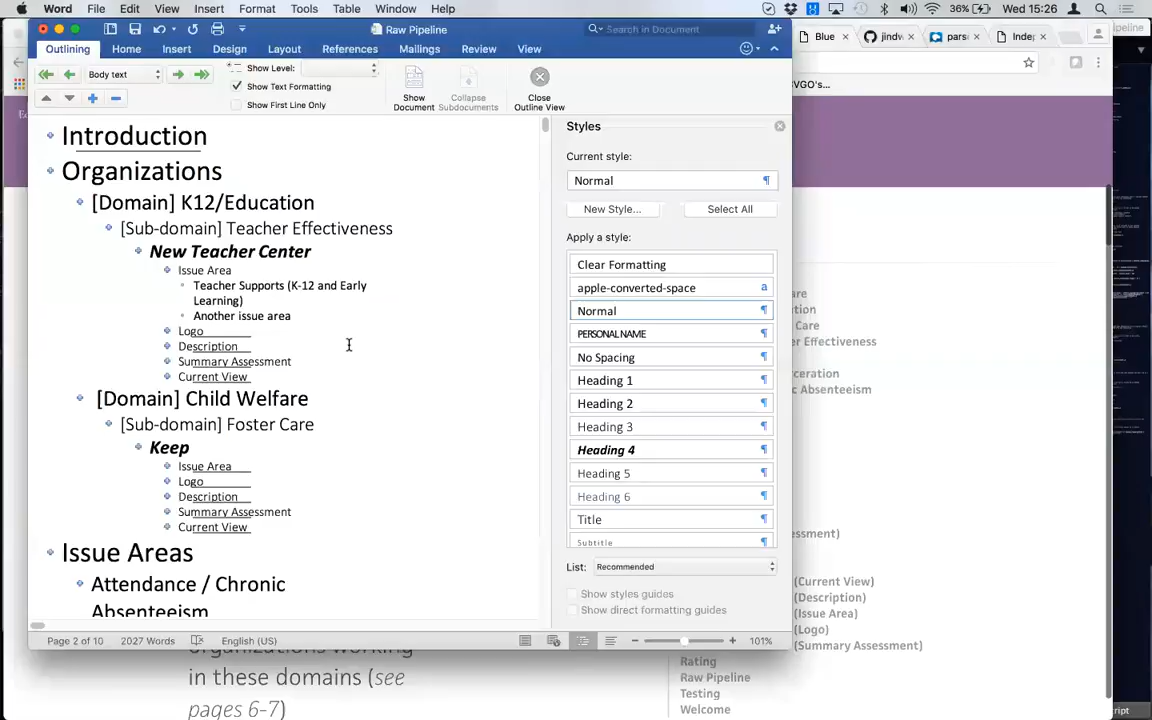 Word File Edit View Insert Format Tools Table Window Help 36% Wed 15:26
Raw Pipeline
Search in Document
Blue
jindw
parse
Indep
Outlining Home Insert Design Layout References Mailings Review View
Body text
Show Level:
Show Text Formatting
Show First Line Only
Show Document
Collapse Subdocuments
Close Outline View
VGO's...
Introduction
Organizations
[Domain] K12/Education
[Sub-domain] Teacher Effectiveness
New Teacher Center
Issue Area
Teacher Supports (K-12 and Early
Learning)
Another issue area
Logo
Description
Summary Assessment
Current View
[Domain] Child Welfare
[Sub-domain] Foster Care
Keep
Issue Area
Logo
Description
Summary Assessment
Current View
Issue Areas
Attendance / Chronic
Absenteeism
Styles
Current style:
Normal
New Style...
Select All
Apply a style:
Clear Formatting
apple-converted-space a
Normal
PERSONAL NAME
No Spacing
Heading 1
Heading 2
Heading 3
Heading 4
Heading 5
Heading 6
Title
Subtitle
List: Recommended
Show styles guides
Show direct formatting guides
Page 2 of 10 2027 Words English (US) 101%
Care
Effectiveness
Absenteeism
(Current View)
(Description)
(Issue Area)
(Logo)
(Summary Assessment)
Rating
Raw Pipeline
Testing
Welcome
organizations working
in these domains (see
pages 6-7)